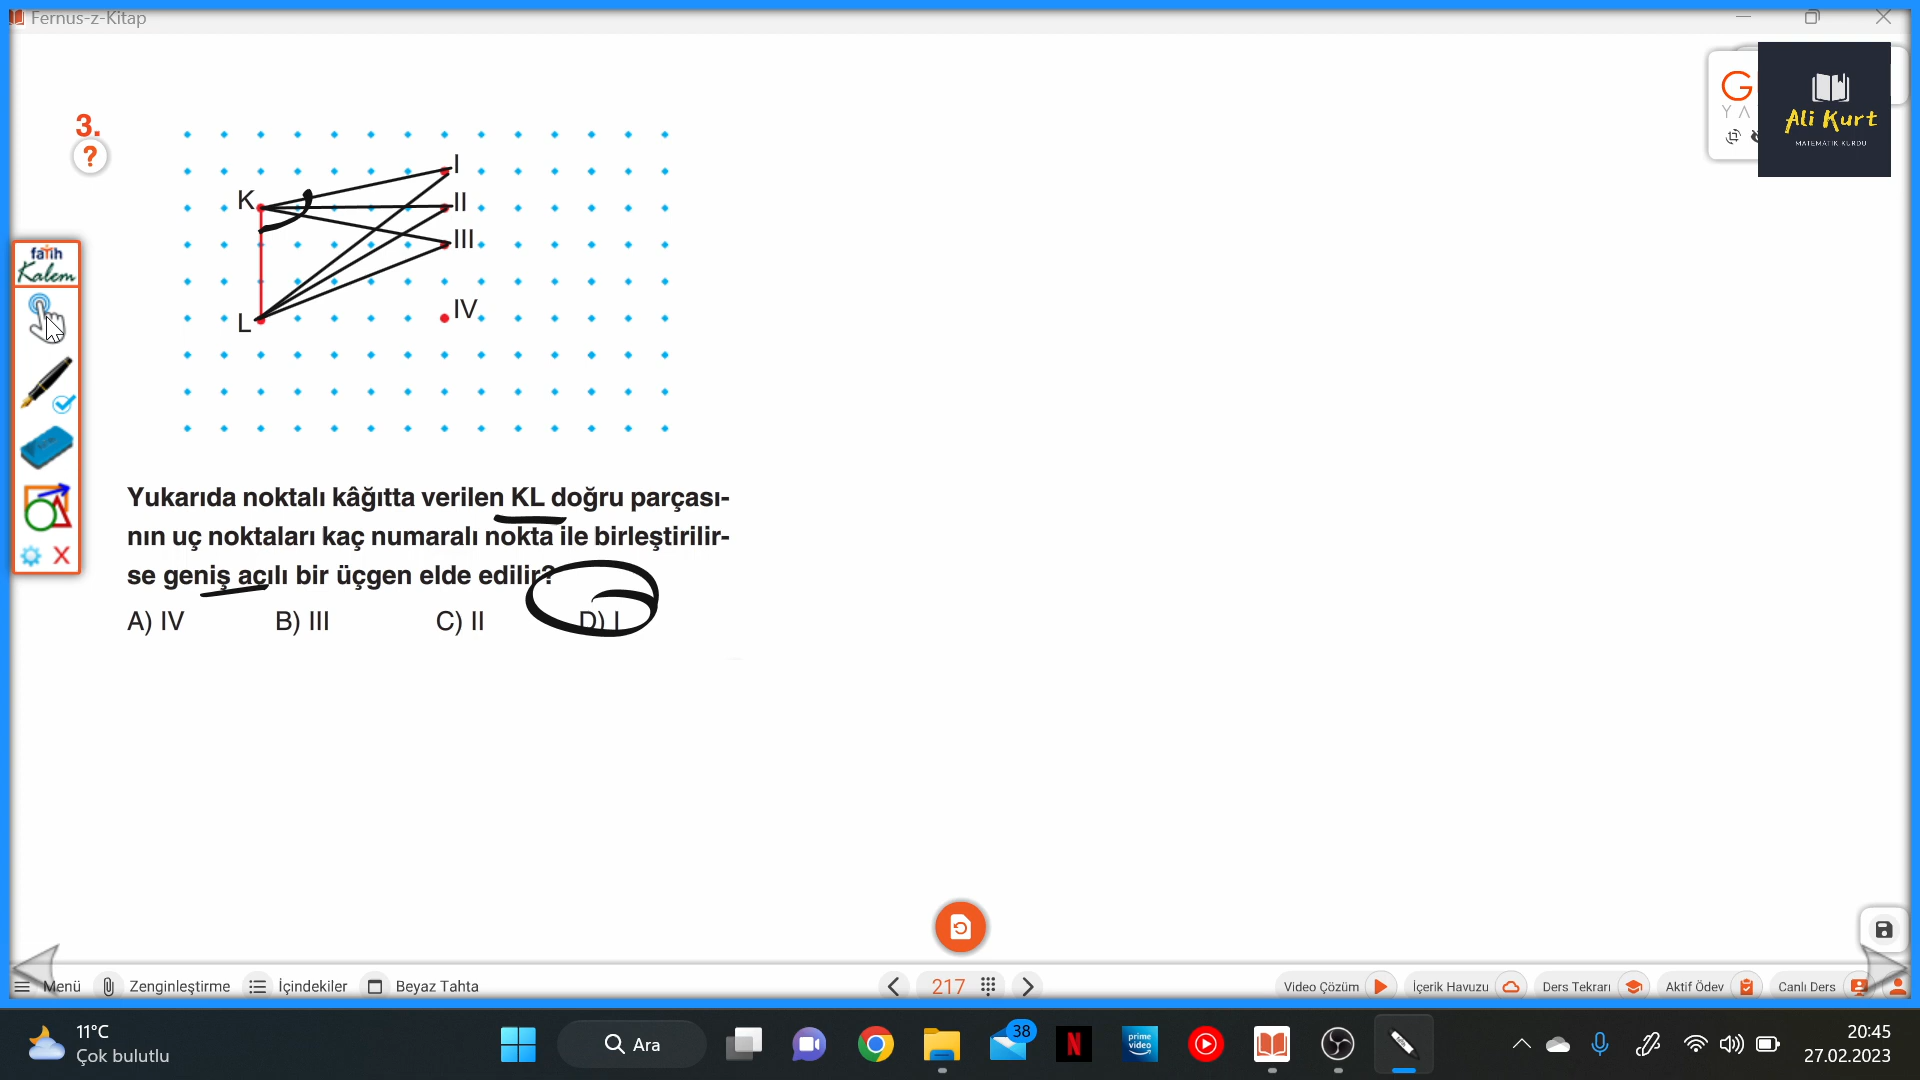 Fernus-z-Kitap
G
Y A
Ali Kurt
MATEMATİK KURDU
3.
?
I
K
II
III
IV
L
fatih
Kalem
Yukarıda noktalı kâğıtta verilen KL doğru parçası-
nın uç noktaları kaç numaralı nokta ile birleştirilir-
se geniş açılı bir üçgen elde edilir?
A) IV B) III C) II D) I
Menü Zenginleştirme İçindekiler Beyaz Tahta 217 Video Çözüm İçerik Havuzu Ders Tekrarı Aktif Ödev Canlı Ders
11°C
Çok bulutlu
Ara
38
N
prime
video
20:45
27.02.2023